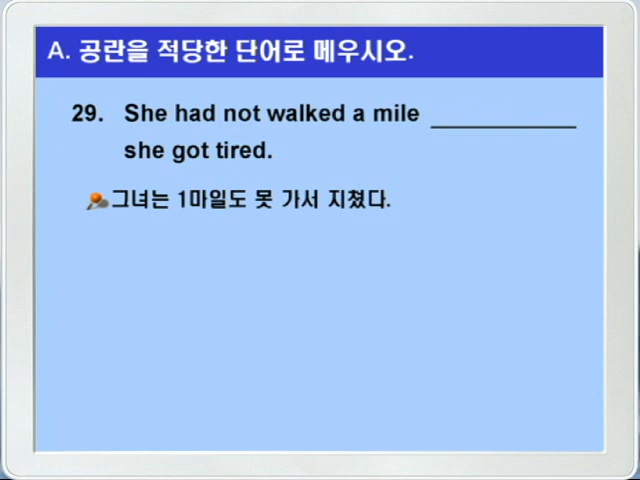 A. 공란을 적당한 단어로 메우시오.
29. She had not walked a mile ____________
she got tired.
그녀는 1마일도 못 가서 지쳤다.